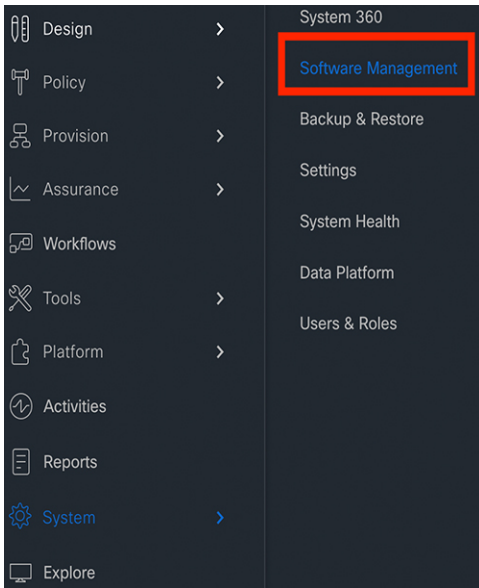 Design
Policy
Provision
Assurance
Workflows
Tools
Platform
Activities
Reports
System
Explore
System 360
Software Management
Backup & Restore
Settings
System Health
Data Platform
Users & Roles